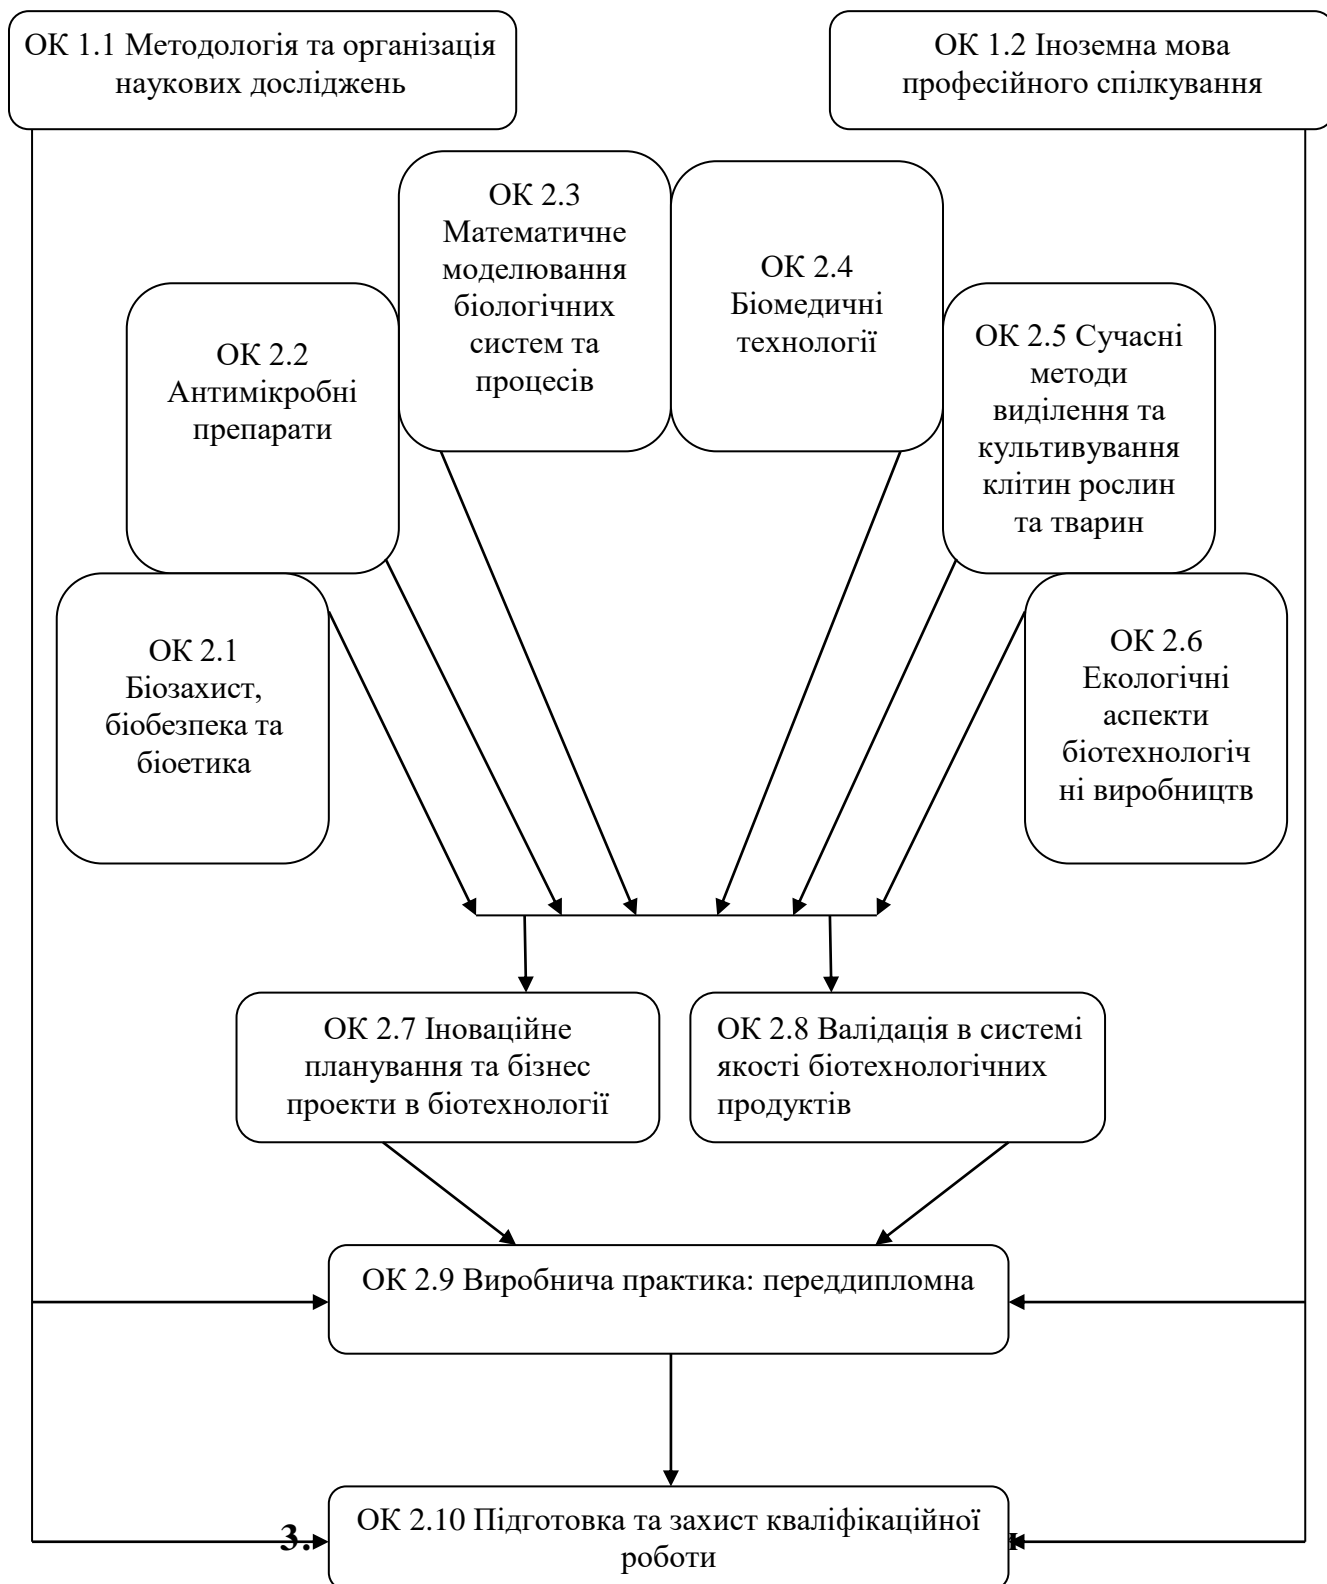 ОК 1.1 Методологія та організація
наукових досліджень
ОК 1.2 Іноземна мова
професійного спілкування
ОК 2.3
Математичне
моделювання
біологічних
систем та
процесів
ОК 2.4
Біомедичні
технології
ОК 2.2
Антимікробні
препарати
ОК 2.5 Сучасні
методи
виділення та
культивування
клітин рослин
та тварин
ОК 2.1
Біозахист,
біобезпека та
біоетика
ОК 2.6
Екологічні
аспекти
біотехнологіч
ні виробництв
ОК 2.7 Іноваційне
планування та бізнес
проекти в біотехнології
ОК 2.8 Валідація в системі
якості біотехнологічних
продуктів
ОК 2.9 Виробнича практика: переддипломна
ОК 2.10 Підготовка та захист кваліфікаційної
роботи
3.